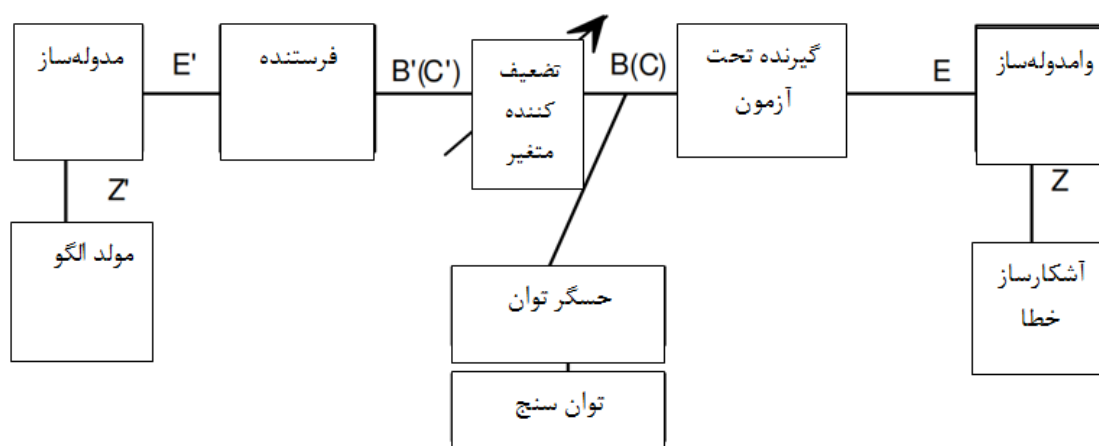 مدوله‌ساز
E'
فرستنده
B'(C')
تضعیف
کننده
متغیر
B(C)
گیرنده تحت
آزمون
E
وامدوله‌ساز
Z'
Z
مولد الگو
حسگر توان
توان سنج
آشکارساز
خطا